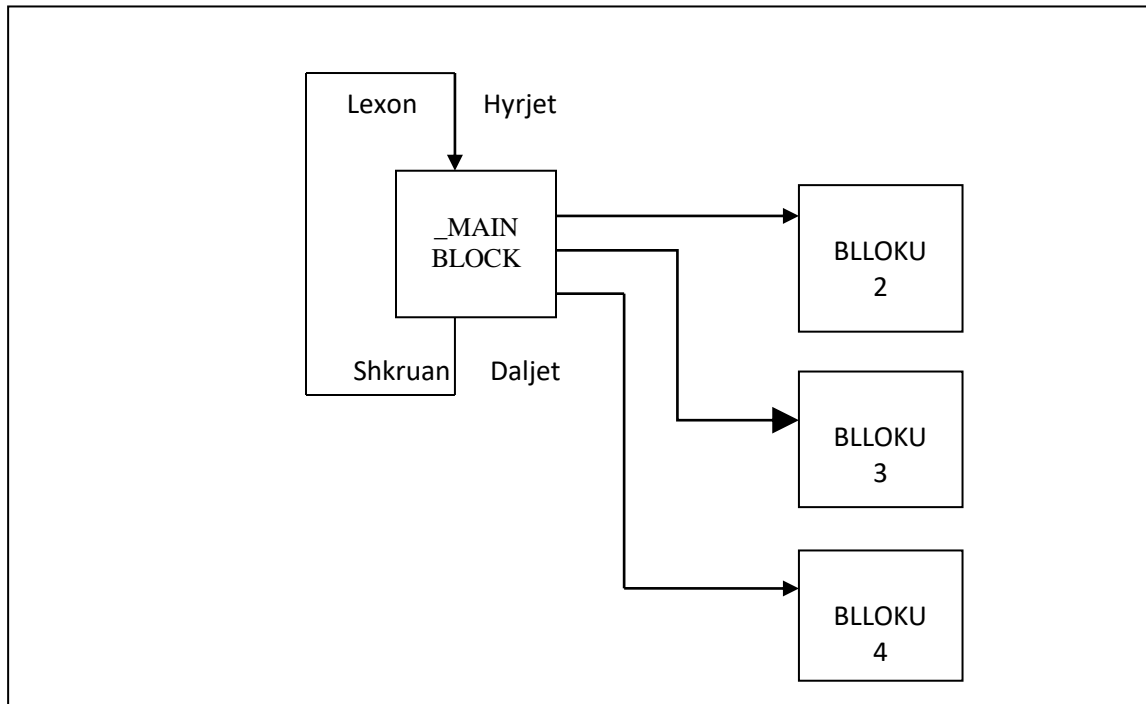 Lexon Hyrjet
_MAIN
BLOCK
BLLOKU
2
Shkruan Daljet
BLLOKU
3
BLLOKU
4